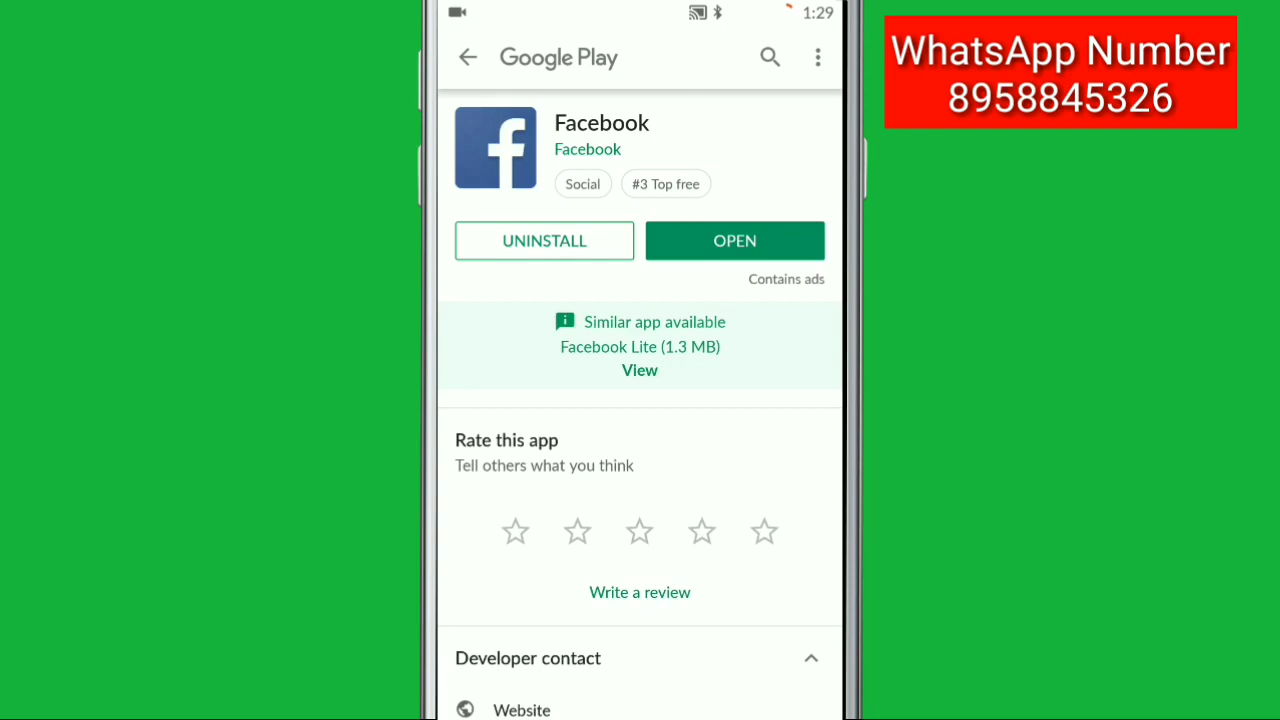 1:29
Google Play
WhatsApp Number
8958845326
Facebook
Facebook
Social
#3 Top free
UNINSTALL
OPEN
Contains ads
Similar app available
Facebook Lite (1.3 MB)
View
Rate this app
Tell others what you think
Write a review
Developer contact
Website